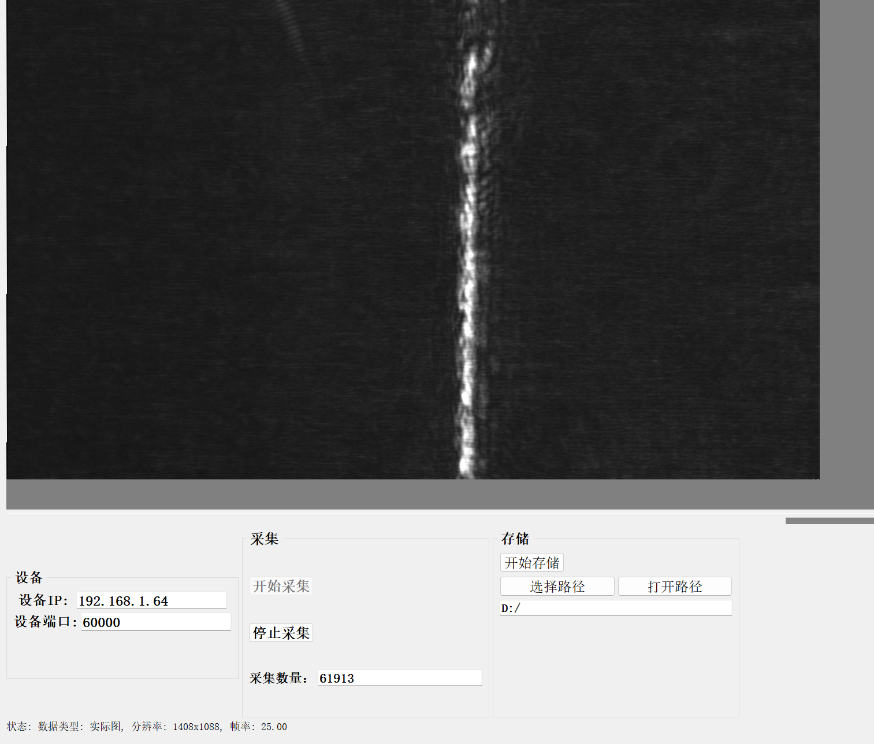 采集
存储
开始存储
设备
开始采集
选择路径 打开路径
设备IP: 192.168.1.64
D:/
设备端口: 60000
停止采集
采集数量: 61913
状态: 数据类型: 实际图, 分辨率: 1408x1088, 帧率: 25.00